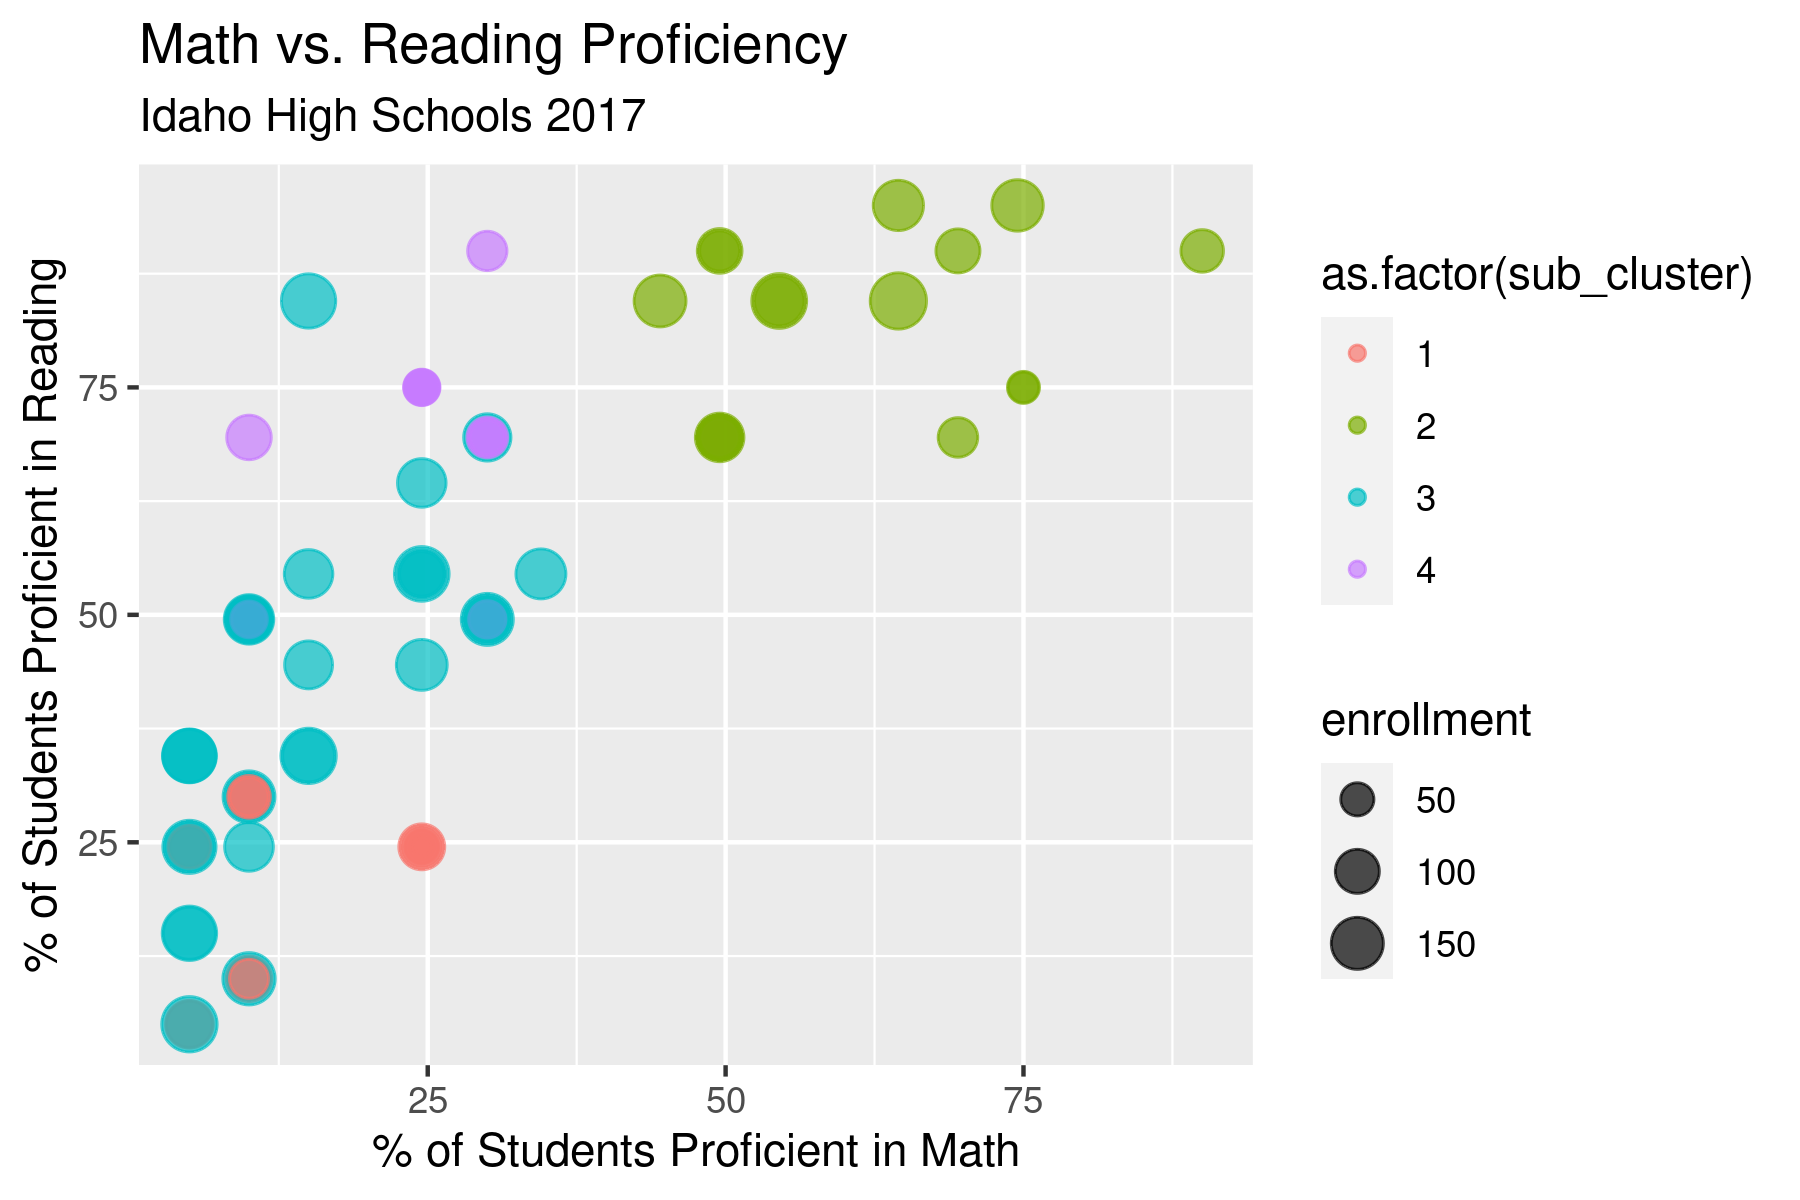 Math vs. Reading Proficiency
Idaho High Schools 2017
% of Students Proficient in Reading
75
50
25
25
50
75
% of Students Proficient in Math
as.factor(sub_cluster)
1
2
3
4
enrollment
50
100
150